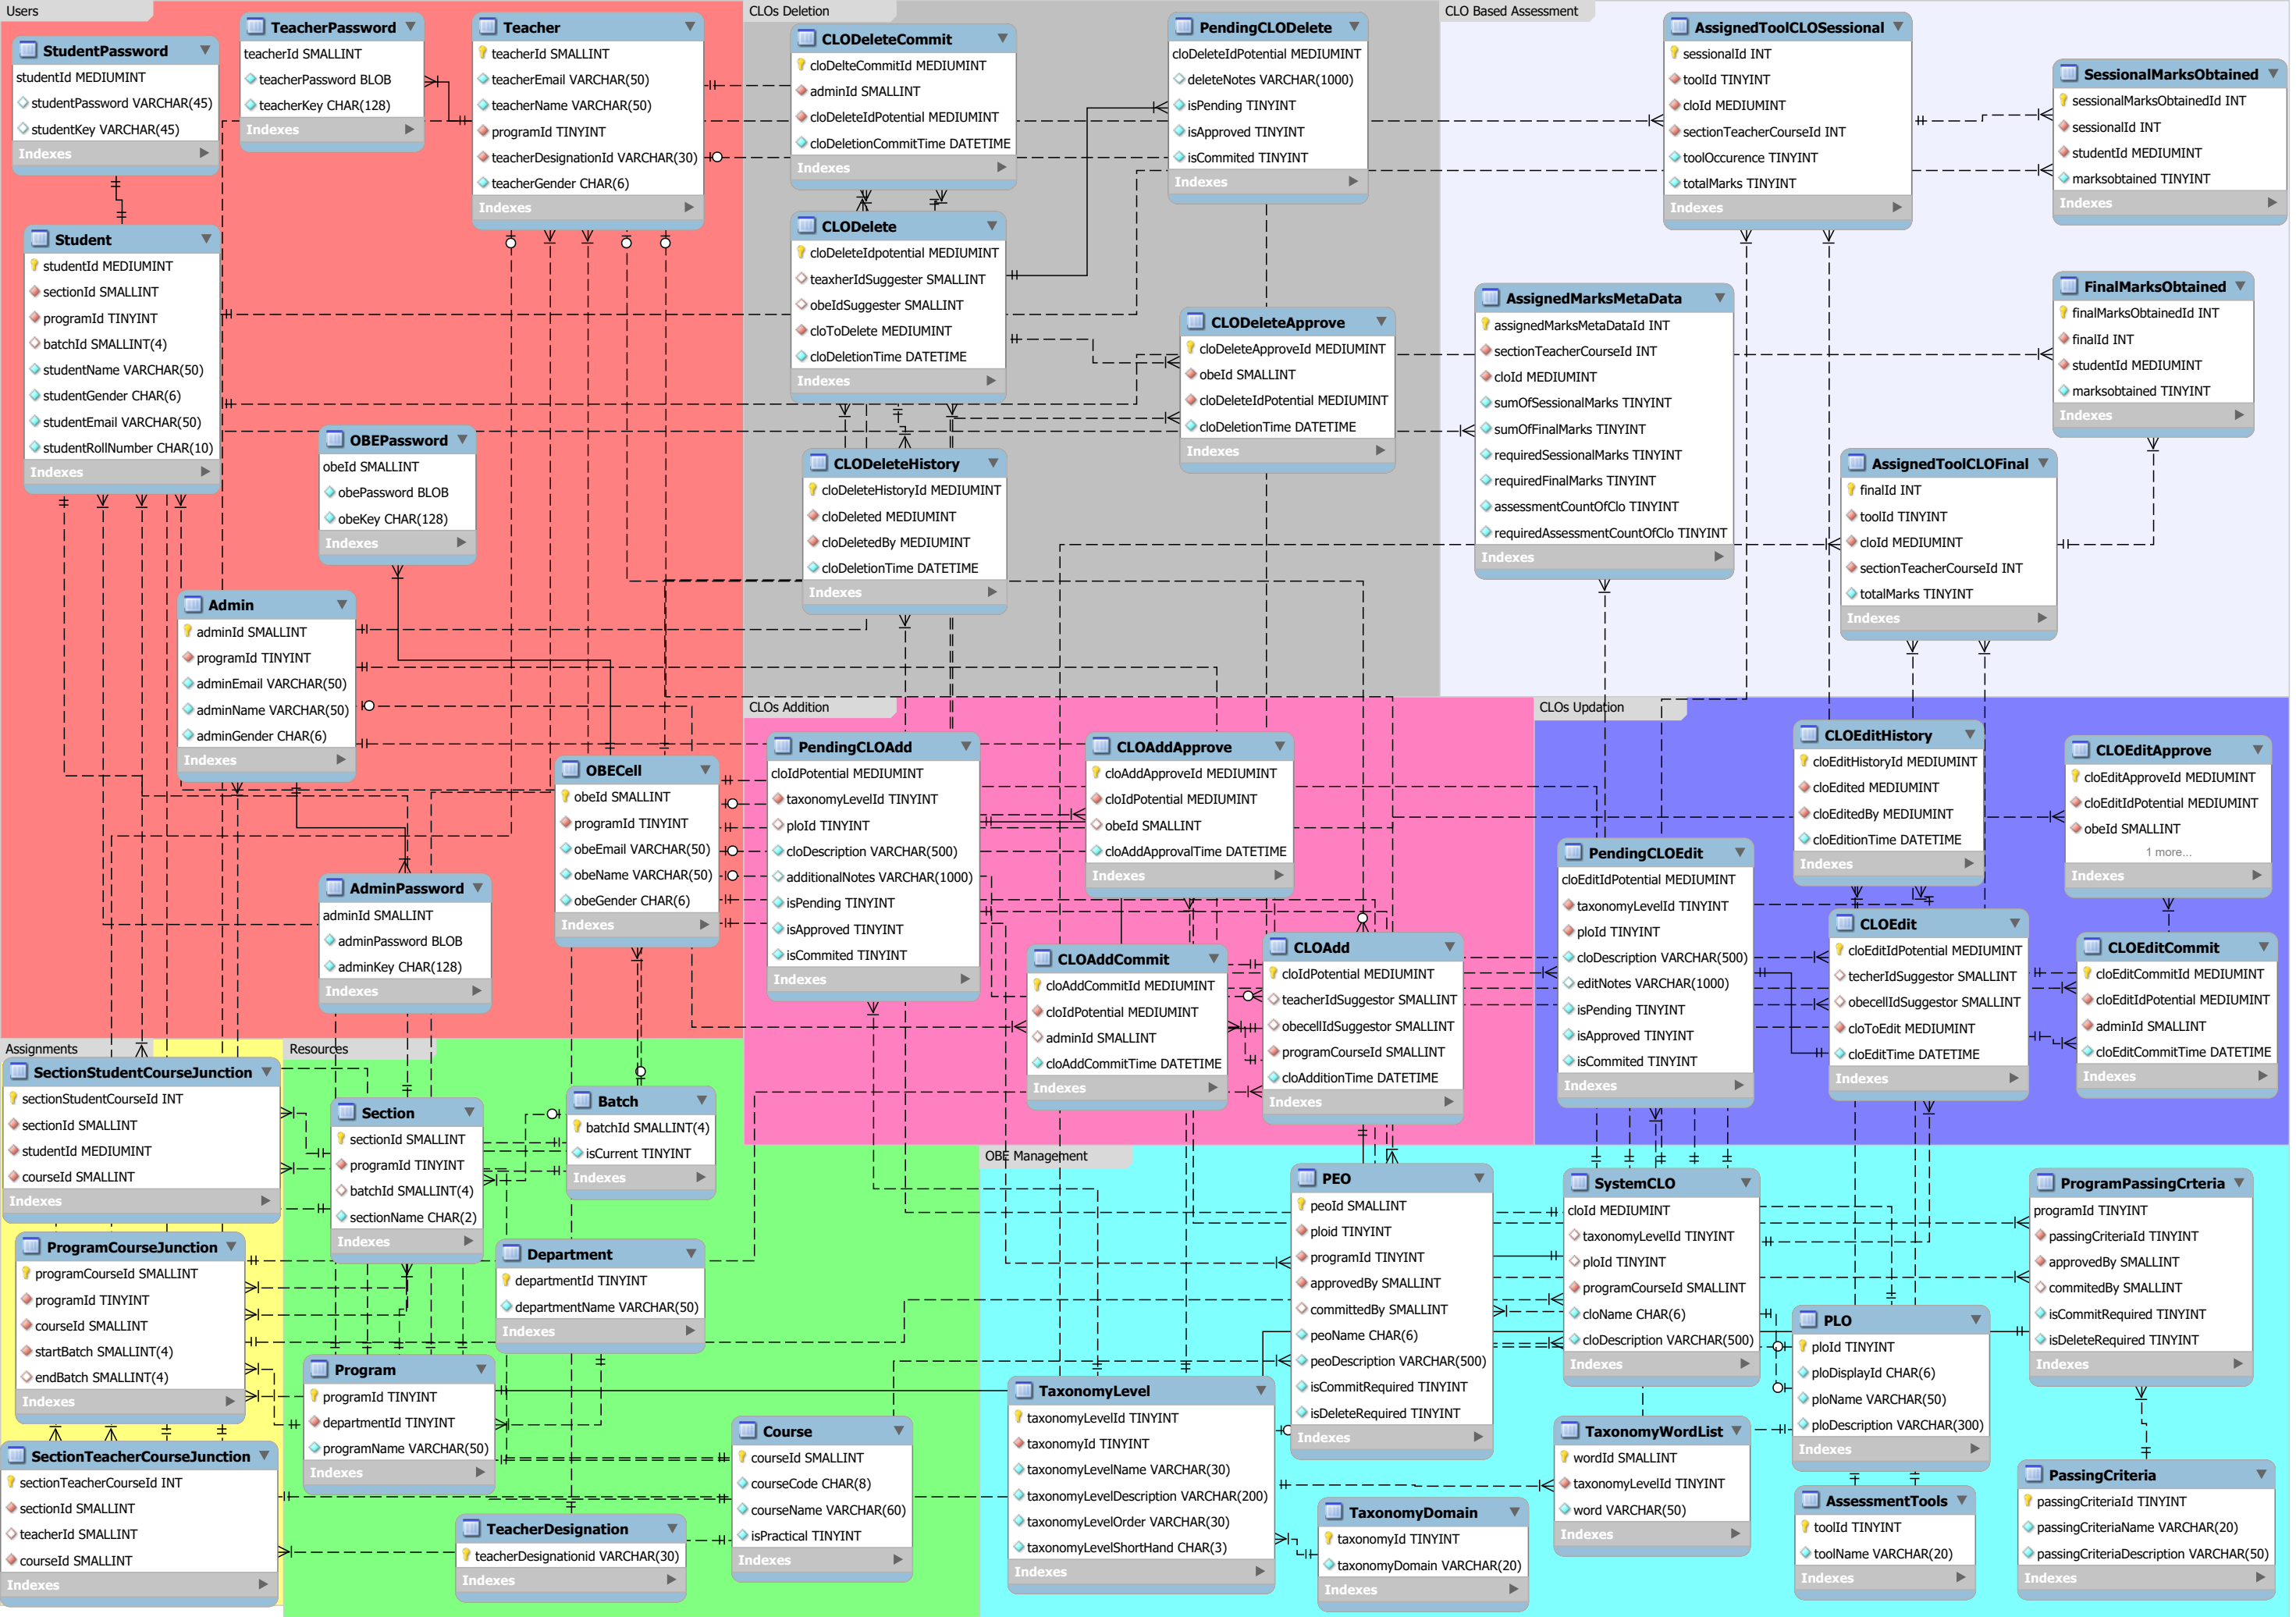 Users
StudentPassword
studentId MEDIUMINT
studentPassword VARCHAR(45)
studentKey VARCHAR(45)
Indexes
TeacherPassword
teacherId SMALLINT
teacherPassword BLOB
teacherKey CHAR(128)
Indexes
Teacher
teacherId SMALLINT
teacherEmail VARCHAR(50)
teacherName VARCHAR(50)
programId TINYINT
teacherDesignationId VARCHAR(30)
teacherGender CHAR(6)
Indexes
Student
studentId MEDIUMINT
sectionId SMALLINT
programId TINYINT
batchId SMALLINT(4)
studentName VARCHAR(50)
studentGender CHAR(6)
studentEmail VARCHAR(50)
studentRollNumber CHAR(10)
Indexes
OBEPassword
obeId SMALLINT
obePassword BLOB
obeKey CHAR(128)
Indexes
Admin
adminId SMALLINT
programId TINYINT
adminEmail VARCHAR(50)
adminName VARCHAR(50)
adminGender CHAR(6)
Indexes
OBECell
obeId SMALLINT
programId TINYINT
obeEmail VARCHAR(50)
obeName VARCHAR(50)
obeGender CHAR(6)
Indexes
AdminPassword
adminId SMALLINT
adminPassword BLOB
adminKey CHAR(128)
Indexes
CLOs Deletion
CLODeleteCommit
cloDelteCommitId MEDIUMINT
adminId SMALLINT
cloDeleteIdPotential MEDIUMINT
cloDeletionCommitTime DATETIME
Indexes
PendingCLODelete
cloDeleteIdPotential MEDIUMINT
deleteNotes VARCHAR(1000)
isPending TINYINT
isApproved TINYINT
isCommited TINYINT
Indexes
CLODelete
cloDeleteIdpotential MEDIUMINT
teaxherIdSuggester SMALLINT
obeIdSuggester SMALLINT
cloToDelete MEDIUMINT
cloDeletionTime DATETIME
Indexes
CLODeleteApprove
cloDeleteApproveId MEDIUMINT
obeId SMALLINT
cloDeleteIdPotential MEDIUMINT
cloDeletionTime DATETIME
Indexes
CLODeleteHistory
cloDeleteHistoryId MEDIUMINT
cloDeleted MEDIUMINT
cloDeletedBy MEDIUMINT
cloDeletionTime DATETIME
Indexes
CLO Based Assessment
AssignedToolCLOSessional
sessionalId INT
toolId TINYINT
cloId MEDIUMINT
sectionTeacherCourseId INT
toolOccurence TINYINT
totalMarks TINYINT
Indexes
SessionalMarksObtained
sessionalMarksObtainedId INT
sessionalId INT
studentId MEDIUMINT
marksobtained TINYINT
Indexes
AssignedMarksMetaData
assignedMarksMetaDataId INT
sectionTeacherCourseId INT
cloId MEDIUMINT
sumOfSessionalMarks TINYINT
sumOfFinalMarks TINYINT
requiredSessionalMarks TINYINT
requiredFinalMarks TINYINT
assessmentCountOfClo TINYINT
requiredAssessmentCountOfClo TINYINT
Indexes
FinalMarksObtained
finalMarksObtainedId INT
finalId INT
studentId MEDIUMINT
marksobtained TINYINT
Indexes
AssignedToolCLOFinal
finalId INT
toolId TINYINT
cloId MEDIUMINT
sectionTeacherCourseId INT
totalMarks TINYINT
Indexes
CLOs Addition
PendingCLOAdd
cloIdPotential MEDIUMINT
taxonomyLevelId TINYINT
ploId TINYINT
cloDescription VARCHAR(500)
additionalNotes VARCHAR(1000)
isPending TINYINT
isApproved TINYINT
isCommited TINYINT
Indexes
CLOAddApprove
cloAddApproveId MEDIUMINT
cloIdPotential MEDIUMINT
obeId SMALLINT
cloAddApprovalTime DATETIME
Indexes
CLOAddCommit
cloAddCommitId MEDIUMINT
cloIdPotential MEDIUMINT
adminId SMALLINT
cloAddCommitTime DATETIME
Indexes
CLOAdd
cloIdPotential MEDIUMINT
teacherIdSuggestor SMALLINT
obecellIdSuggestor SMALLINT
programCourseId SMALLINT
cloAdditionTime DATETIME
Indexes
CLOs Updation
CLOEditHistory
cloEditHistoryId MEDIUMINT
cloEdited MEDIUMINT
cloEditedBy MEDIUMINT
cloEditionTime DATETIME
Indexes
CLOEditApprove
cloEditApproveId MEDIUMINT
cloEditIdPotential MEDIUMINT
obeId SMALLINT
1 more...
Indexes
PendingCLOEdit
cloEditIdPotential MEDIUMINT
taxonomyLevelId TINYINT
ploId TINYINT
cloDescription VARCHAR(500)
editNotes VARCHAR(1000)
isPending TINYINT
isApproved TINYINT
isCommited TINYINT
Indexes
CLOEdit
cloEditIdPotential MEDIUMINT
techerIdSuggestor SMALLINT
obecellIdSuggestor SMALLINT
cloToEdit MEDIUMINT
cloEditTime DATETIME
Indexes
CLOEditCommit
cloEditCommitId MEDIUMINT
cloEditIdPotential MEDIUMINT
adminId SMALLINT
cloEditCommitTime DATETIME
Indexes
Assignments
SectionStudentCourseJunction
sectionStudentCourseId INT
sectionId SMALLINT
studentId MEDIUMINT
courseId SMALLINT
Indexes
ProgramCourseJunction
programCourseId SMALLINT
programId TINYINT
courseId SMALLINT
startBatch SMALLINT(4)
endBatch SMALLINT(4)
Indexes
SectionTeacherCourseJunction
sectionTeacherCourseId INT
sectionId SMALLINT
teacherId SMALLINT
courseId SMALLINT
Indexes
Resources
Section
sectionId SMALLINT
programId TINYINT
batchId SMALLINT(4)
sectionName CHAR(2)
Indexes
Batch
batchId SMALLINT(4)
isCurrent TINYINT
Indexes
Department
departmentId TINYINT
departmentName VARCHAR(50)
Indexes
Program
programId TINYINT
departmentId TINYINT
programName VARCHAR(50)
Indexes
Course
courseId SMALLINT
courseCode CHAR(8)
courseName VARCHAR(60)
isPractical TINYINT
Indexes
TeacherDesignation
teacherDesignationid VARCHAR(30)
Indexes
OBE Management
PEO
peoId SMALLINT
ploid TINYINT
programId TINYINT
approvedBy SMALLINT
committedBy SMALLINT
peoName CHAR(6)
peoDescription VARCHAR(500)
isCommitRequired TINYINT
isDeleteRequired TINYINT
Indexes
SystemCLO
cloId MEDIUMINT
taxonomyLevelId TINYINT
ploId TINYINT
programCourseId SMALLINT
cloName CHAR(6)
cloDescription VARCHAR(500)
Indexes
ProgramPassingCrteria
programId TINYINT
passingCriteriaId TINYINT
approvedBy SMALLINT
commitedBy SMALLINT
isCommitRequired TINYINT
isDeleteRequired TINYINT
Indexes
PLO
ploId TINYINT
ploDisplayId CHAR(6)
ploName VARCHAR(50)
ploDescription VARCHAR(300)
Indexes
TaxonomyLevel
taxonomyLevelId TINYINT
taxonomyId TINYINT
taxonomyLevelName VARCHAR(30)
taxonomyLevelDescription VARCHAR(200)
taxonomyLevelOrder VARCHAR(30)
taxonomyLevelShortHand CHAR(3)
Indexes
TaxonomyWordList
wordId SMALLINT
taxonomyLevelId TINYINT
word VARCHAR(50)
Indexes
TaxonomyDomain
taxonomyId TINYINT
taxonomyDomain VARCHAR(20)
Indexes
AssessmentTools
toolId TINYINT
toolName VARCHAR(20)
Indexes
PassingCriteria
passingCriteriaId TINYINT
passingCriteriaName VARCHAR(20)
passingCriteriaDescription VARCHAR(50)
Indexes